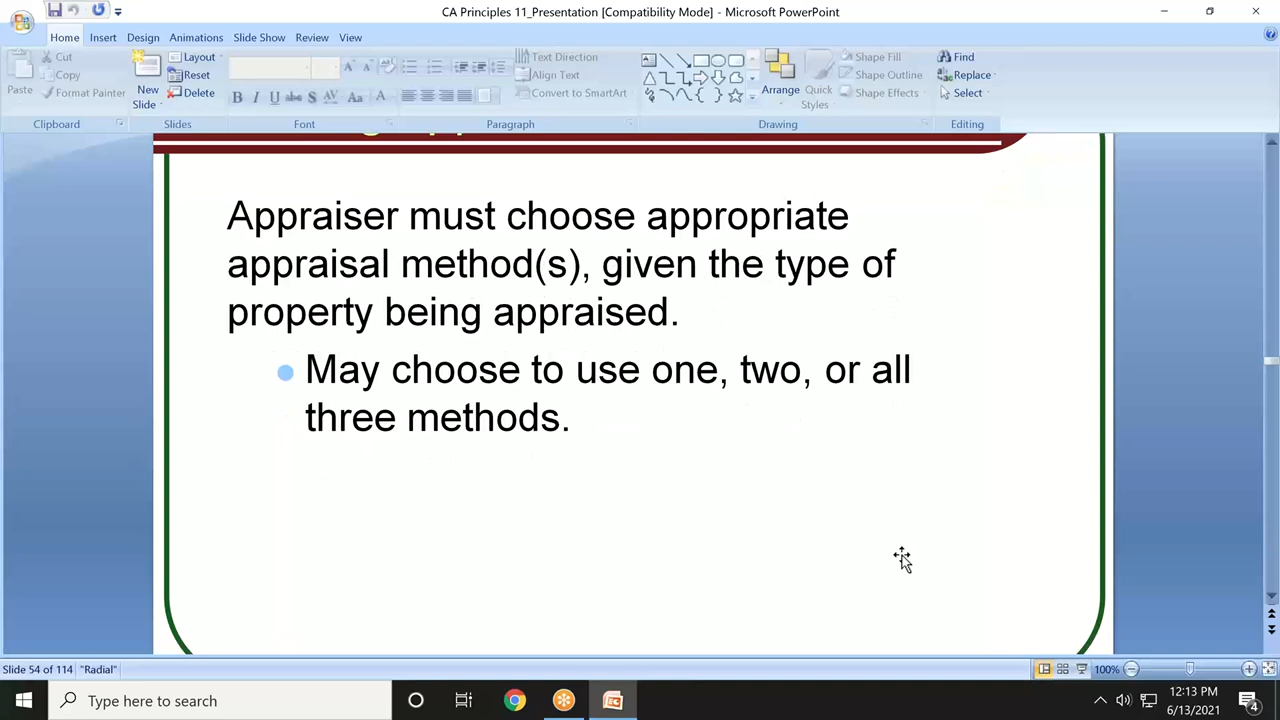 CA Principles 11_Presentation [Compatibility Mode] - Microsoft PowerPoint
Home Insert Design Animations Slide Show Review View
Paste
Cut
Copy
Format Painter
Clipboard
New Slide
Layout
Reset
Delete
Slides
B I U abc S AV Aa A
Font
Text Direction
Align Text
Convert to SmartArt
Paragraph
Arrange
Quick Styles
Shape Fill
Shape Outline
Shape Effects
Drawing
Find
Replace
Select
Editing
Appraiser must choose appropriate
appraisal method(s), given the type of
property being appraised.
May choose to use one, two, or all
three methods.
Slide 54 of 114 "Radial" 100%
Type here to search
12:13 PM
6/13/2021
4